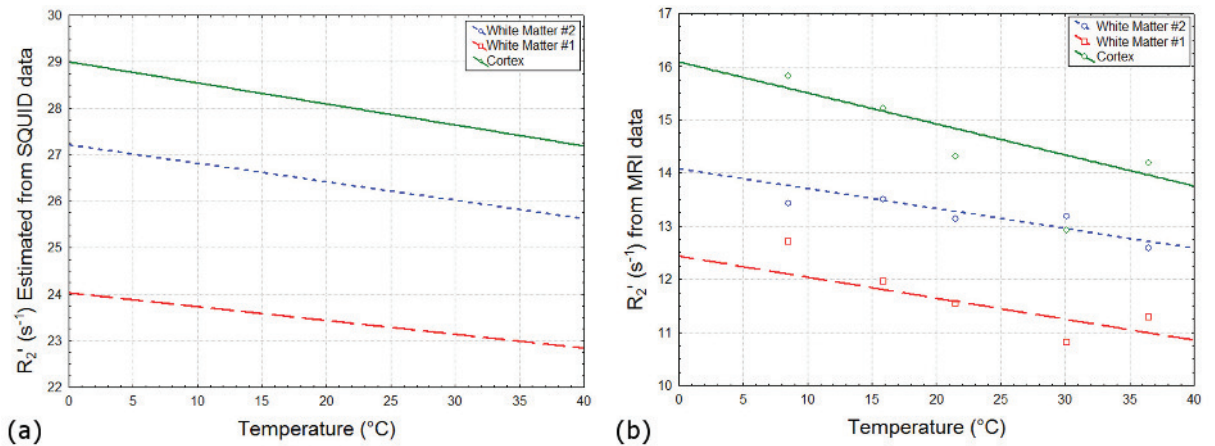 30
29
28
27
26
25
24
23
22
0 5 10 15 20 25 30 35 40
R2' (s-1) Estimated from SQUID data
Temperature (°C)
White Matter #2
White Matter #1
Cortex
(a)
17
16
15
14
13
12
11
10
0 5 10 15 20 25 30 35 40
R2' (s-1) from MRI data
Temperature (°C)
White Matter #2
White Matter #1
Cortex
(b)